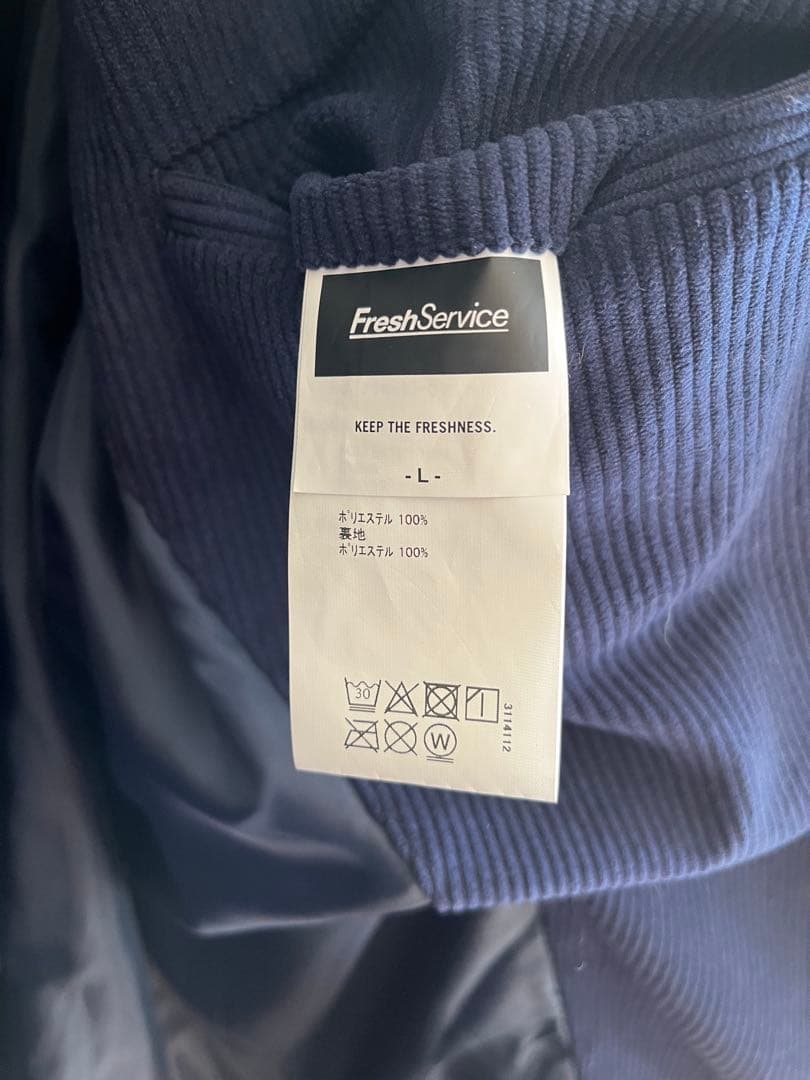 FreshService
KEEP THE FRESHNESS.
- L -
ポリエステル 100%
裏地
ポリエステル 100%
30
W
3114112